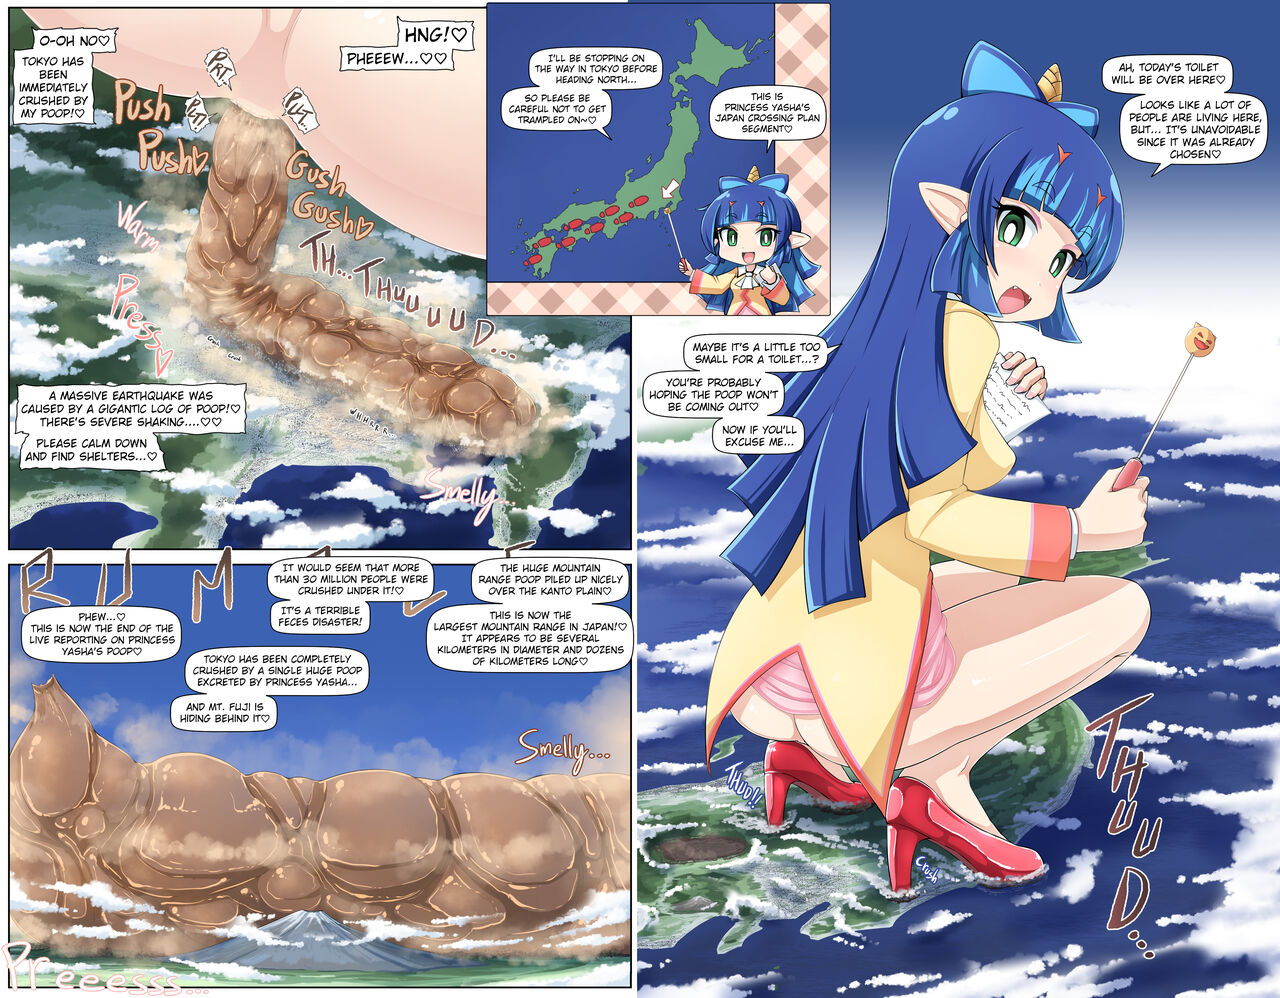 AH, TODAY'S TOILET
WILL BE OVER HERE♡
LOOKS LIKE A LOT OF
PEOPLE ARE LIVING HERE,
BUT... IT'S UNAVOIDABLE
SINCE IT WAS ALREADY
CHOSEN♡
I'LL BE STOPPING ON
THE WAY IN TOKYO BEFORE
HEADING NORTH...
SO PLEASE BE
CAREFUL NOT TO GET
TRAMPLED ON~♡
THIS IS
PRINCESS YASHA'S
JAPAN CROSSING PLAN
SEGMENT♡
MAYBE IT'S A LITTLE TOO
SMALL FOR A TOILET...?
YOU'RE PROBABLY
HOPING THE POOP WON'T
BE COMING OUT♡
NOW IF YOU'LL
EXCUSE ME...
THUD!!
Crush
THUUD...
HNG!♡
PHEEEW...♡♡
O-OH NO♡
TOKYO HAS
BEEN
IMMEDIATELY
CRUSHED BY
MY POOP!♡
PRT
PLT!
PLLT...
Push
Push♡
Gush
Gush♡
Warm
Press♡
TH... THUUUUD...
Crush Crush
WHIRRR...
A MASSIVE EARTHQUAKE WAS
CAUSED BY A GIGANTIC LOG OF POOP!♡
THERE'S SEVERE SHAKING....♡♡
PLEASE CALM DOWN
AND FIND SHELTERS...♡
Smelly...
THE HUGE MOUNTAIN
RANGE POOP PILED UP NICELY
OVER THE KANTO PLAIN♡
THIS IS NOW THE
LARGEST MOUNTAIN RANGE IN JAPAN!♡
IT APPEARS TO BE SEVERAL
KILOMETERS IN DIAMETER AND DOZENS
OF KILOMETERS LONG♡
IT WOULD SEEM THAT MORE
THAN 30 MILLION PEOPLE WERE
CRUSHED UNDER IT!♡
IT'S A TERRIBLE
FECES DISASTER!
TOKYO HAS BEEN COMPLETELY
CRUSHED BY A SINGLE HUGE POOP
EXCRETED BY PRINCESS YASHA...
AND MT. FUJI IS
HIDING BEHIND IT♡
PHEW...♡
THIS IS NOW THE END OF THE
LIVE REPORTING ON PRINCESS
YASHA'S POOP♡
Smelly...
Preeesss...